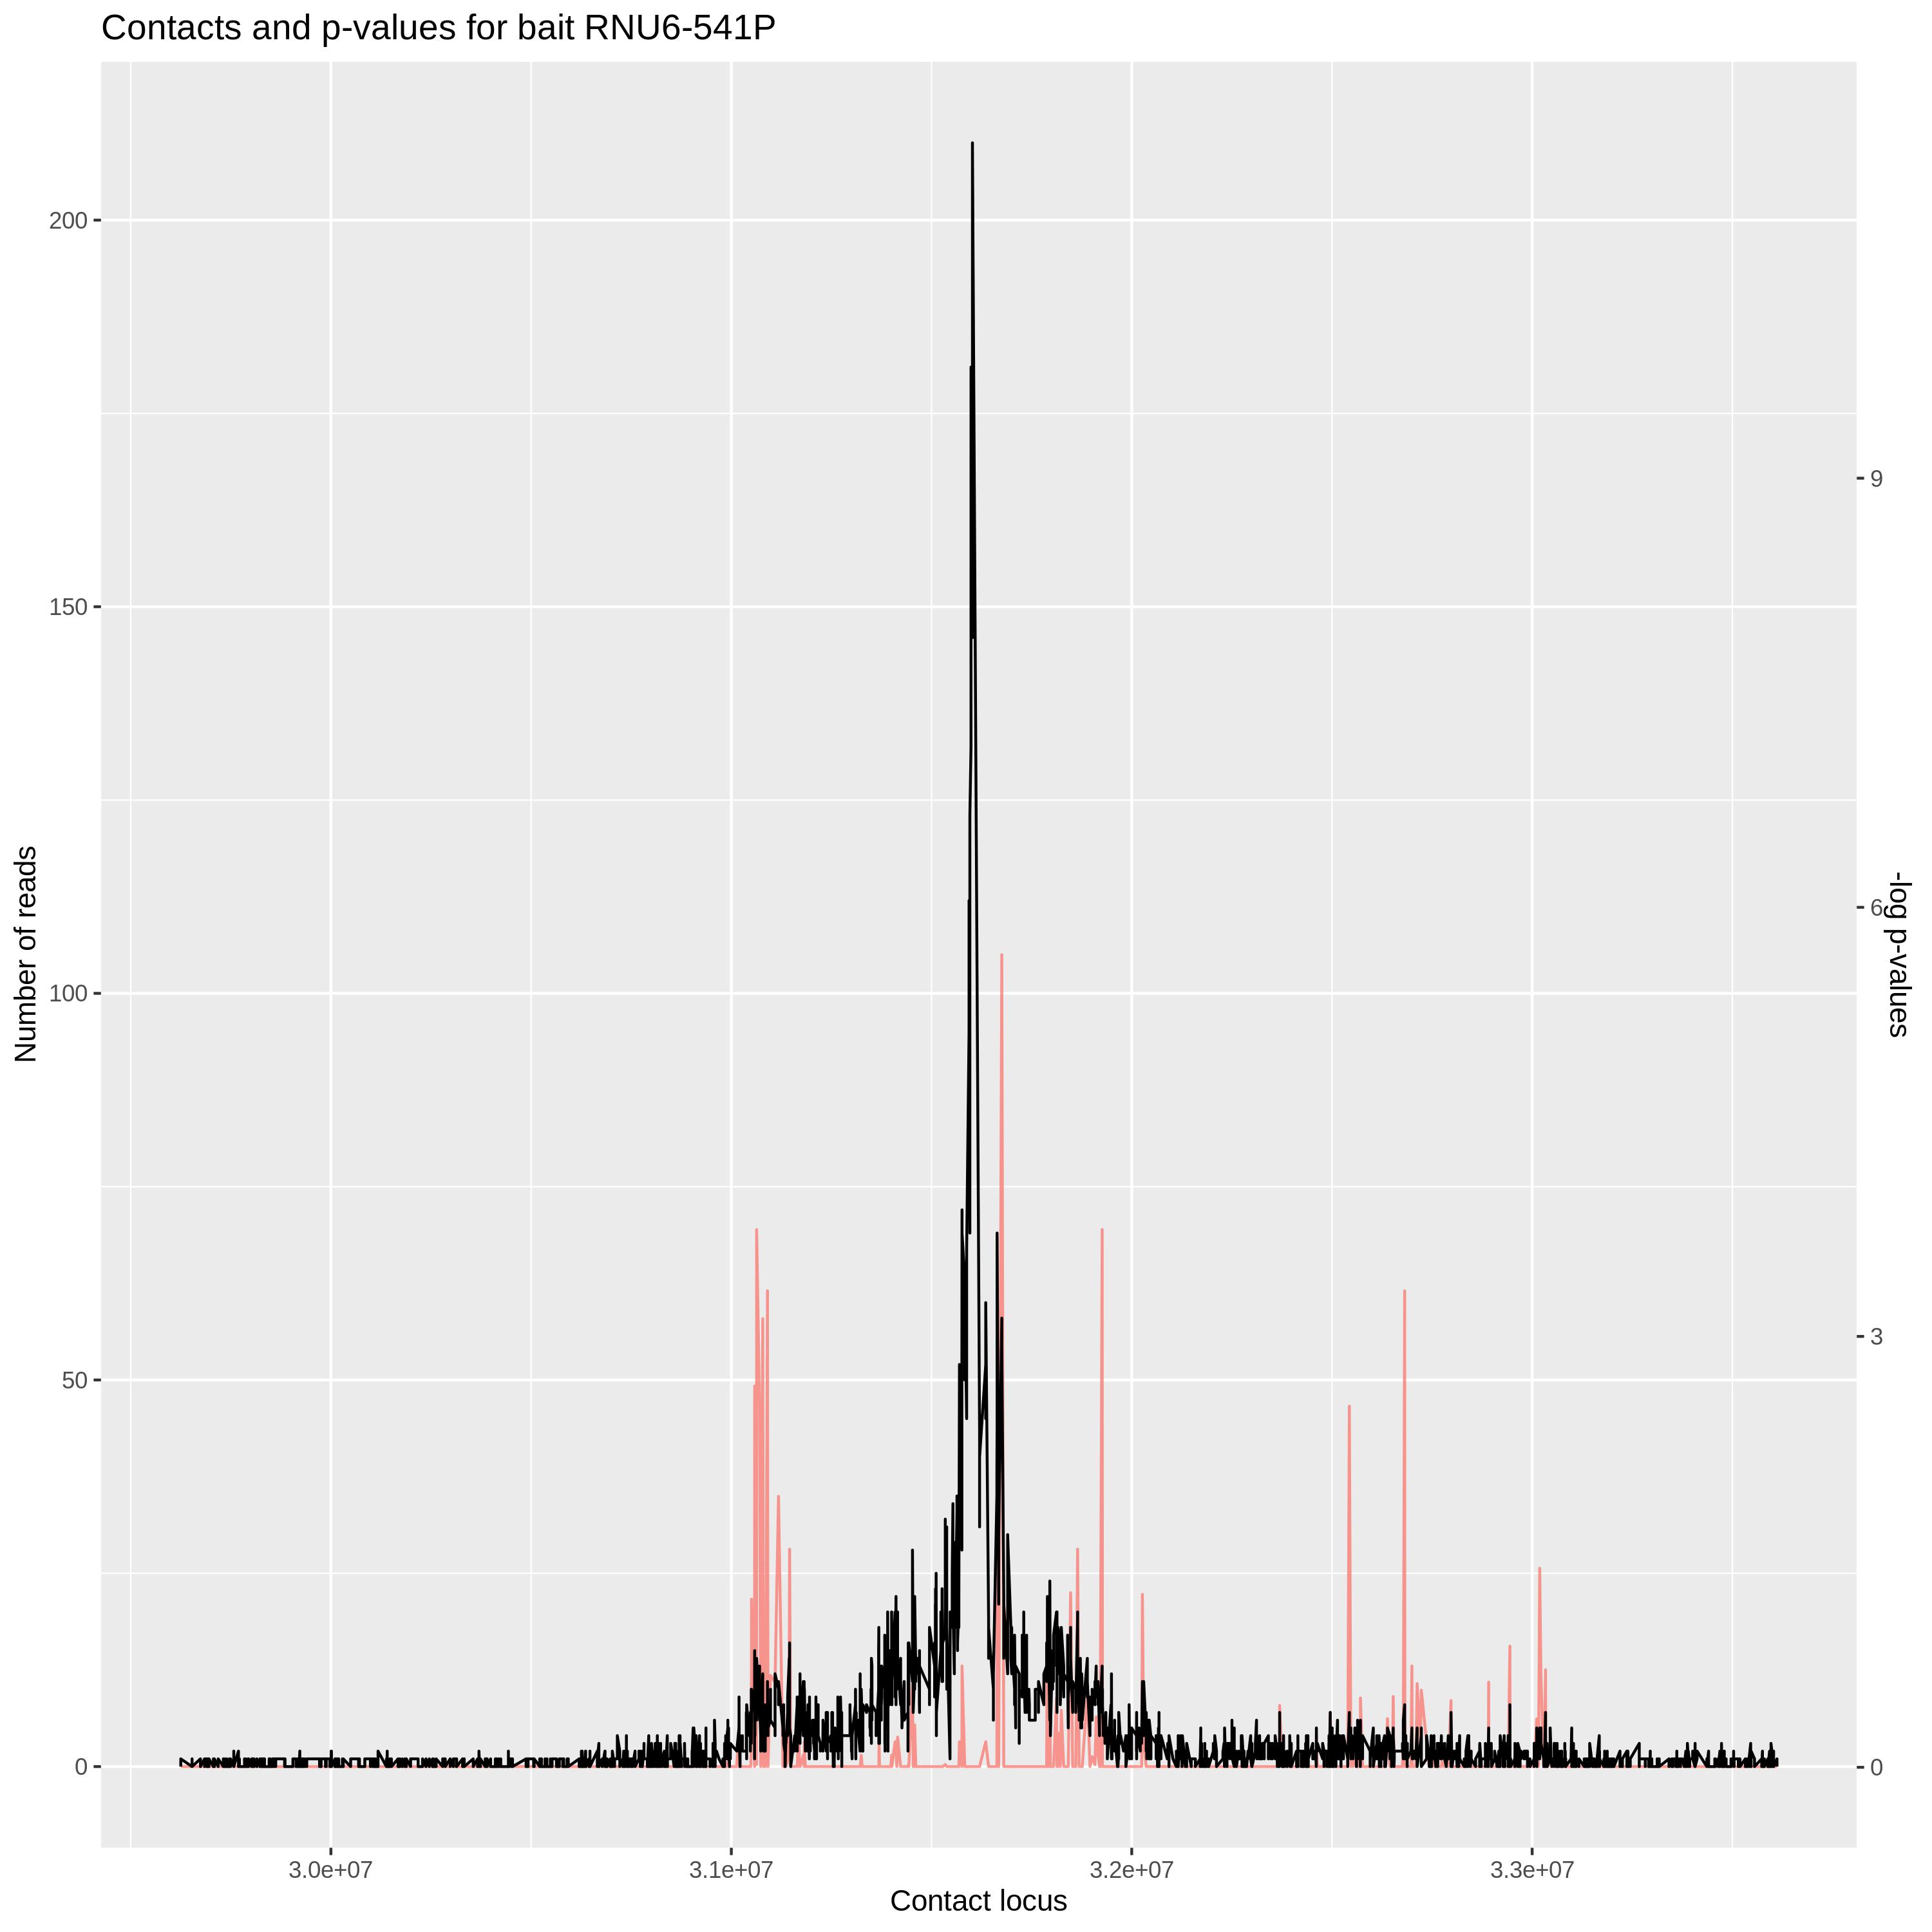 Contacts and p-values for bait RNU6-541P
200
150
100
50
0
Number of reads
9
6
3
0
-log p-values
3.0e+07
3.1e+07
3.2e+07
3.3e+07
Contact locus